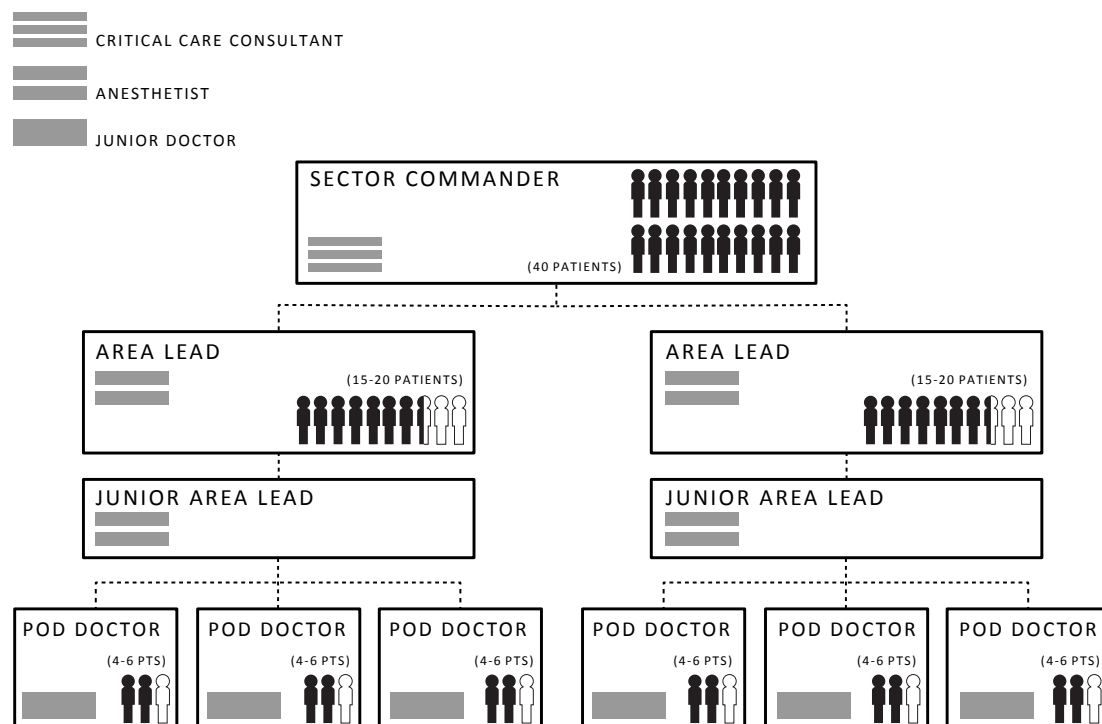 CRITICAL CARE CONSULTANT
ANESTHETIST
JUNIOR DOCTOR
SECTOR COMMANDER
(40 PATIENTS)
AREA LEAD
(15-20 PATIENTS)
AREA LEAD
(15-20 PATIENTS)
JUNIOR AREA LEAD
JUNIOR AREA LEAD
POD DOCTOR
(4-6 PTS)
POD DOCTOR
(4-6 PTS)
POD DOCTOR
(4-6 PTS)
POD DOCTOR
(4-6 PTS)
POD DOCTOR
(4-6 PTS)
POD DOCTOR
(4-6 PTS)